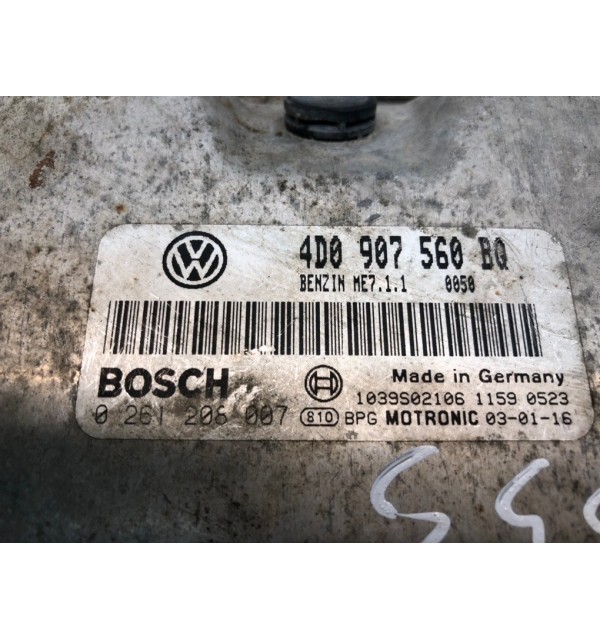 4D0 907 560 BQ
BENZIN ME7.1.1 0050
BOSCH
Made in Germany
0 261 206 007
1039S02106 1159 0523
810 BPG MOTRONIC 03-01-16